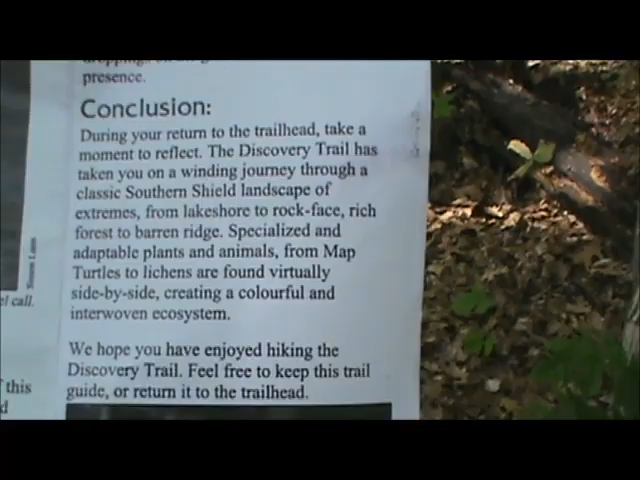 presence.
Conclusion:
During your return to the trailhead, take a
moment to reflect. The Discovery Trail has
taken you on a winding journey through a
classic Southern Shield landscape of
extremes, from lakeshore to rock-face, rich
forest to barren ridge. Specialized and
adaptable plants and animals, from Map
Turtles to lichens are found virtually
side-by-side, creating a colourful and
interwoven ecosystem.
We hope you have enjoyed hiking the
Discovery Trail. Feel free to keep this trail
guide, or return it to the trailhead.
call.
this